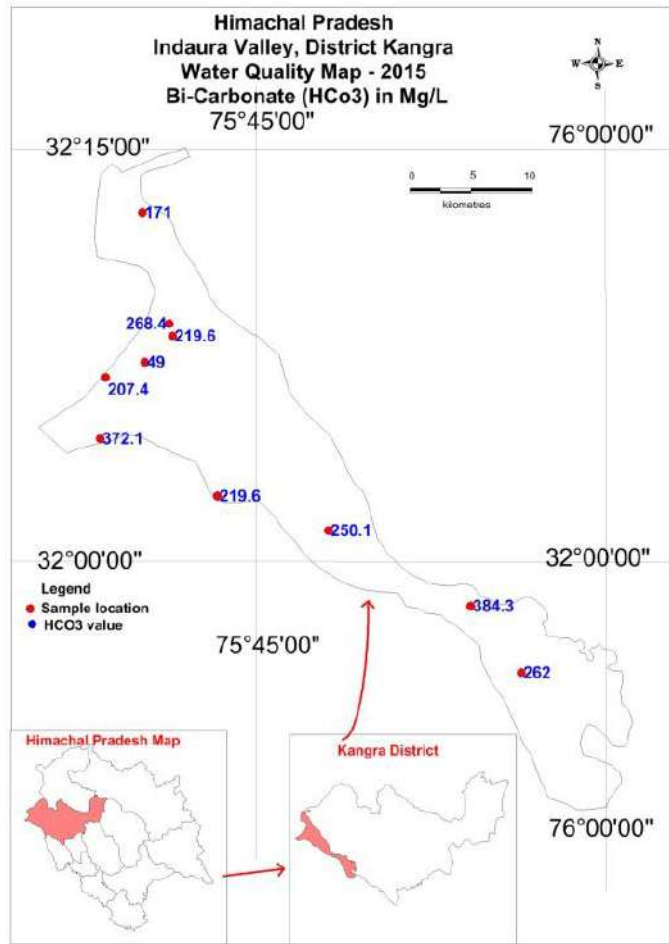 Himachal Pradesh
Indaura Valley, District Kangra
Water Quality Map - 2015
Bi-Carbonate (HCo3) in Mg/L
N
W E
S
75°45'00"
76°00'00"
32°15'00"
0 5 10
kilometres
171
268.4
219.6
49
207.4
372.1
219.6
250.1
32°00'00"
32°00'00"
Legend
Sample location
HCO3 value
384.3
75°45'00"
262
Himachal Pradesh Map
Kangra District
76°00'00"